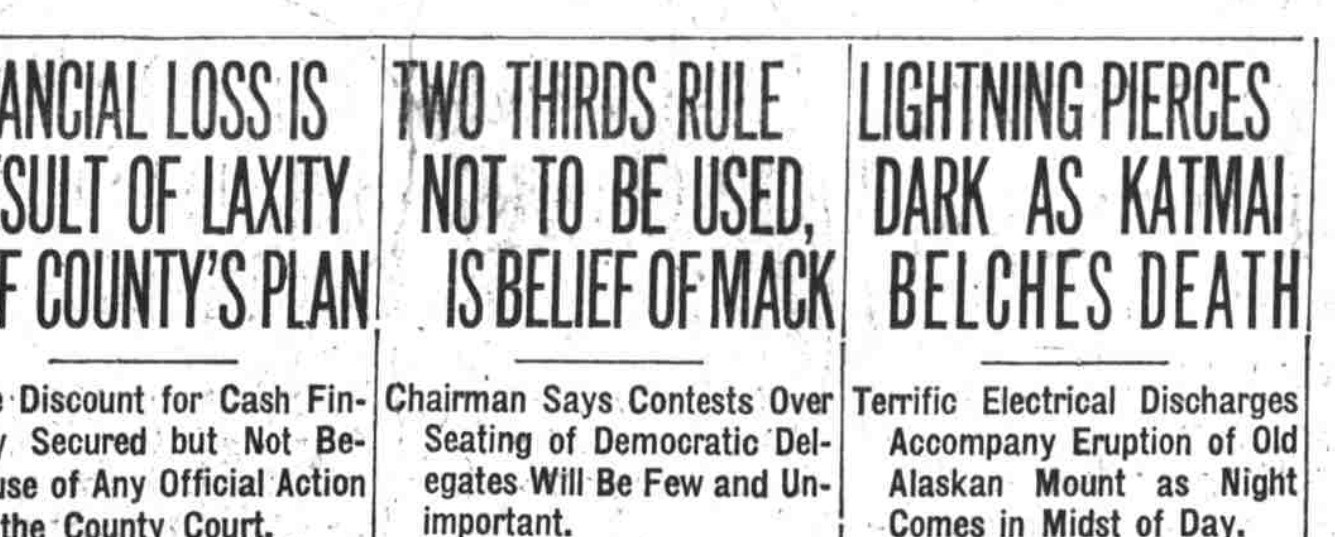 ANCIAL LOSS IS
SULT OF LAXITY
F COUNTY'S PLAN
Discount for Cash Fin-
Secured but Not Be-
use of Any Official Action
the County Court.
TWO THIRDS RULE
NOT TO BE USED,
IS BELIEF OF MACK
Chairman Says Contests Over
Seating of Democratic Del-
egates Will Be Few and Un-
important.
LIGHTNING PIERCES
DARK AS KATMAI
BELCHES DEATH
Terrific Electrical Discharges
Accompany Eruption of Old
Alaskan Mount as Night
Comes in Midst of Day.